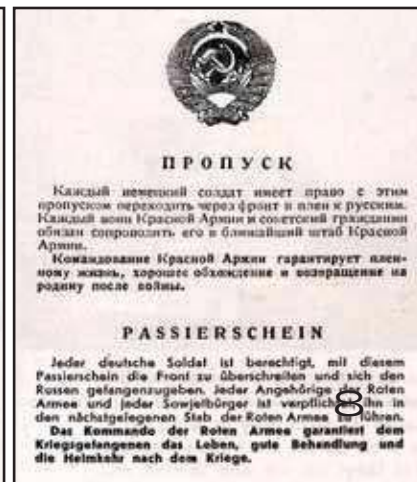 ПРОПУСК
Каждый немецкий солдат имеет право с этим
пропуском переходить через фронт в плен к русским.
Каждый воин Красной Армии и советский гражданин
обязан сопроводить его в ближайший штаб Красной
Армии.
Командование Красной Армии гарантирует плен-
ному жизнь, хорошее обхождение и возвращение на
родину после войны.
PASSIERSCHEIN
Jeder deutsche Soldat ist berechtigt, mit diesem
Passierschein die Front zu überschreiten und sich den
Russen gefangenzugeben. Jeder Angehörige der Roten
Armee und jeder Sowjetbürger ist verpflichtet, ihn in
den nächstgelegenen Stab der Roten Armee zu führen.
Das Kommando der Roten Armee garantiert dem
Kriegsgefangenen das Leben, gute Behandlung und
die Heimkehr nach dem Kriege.
8